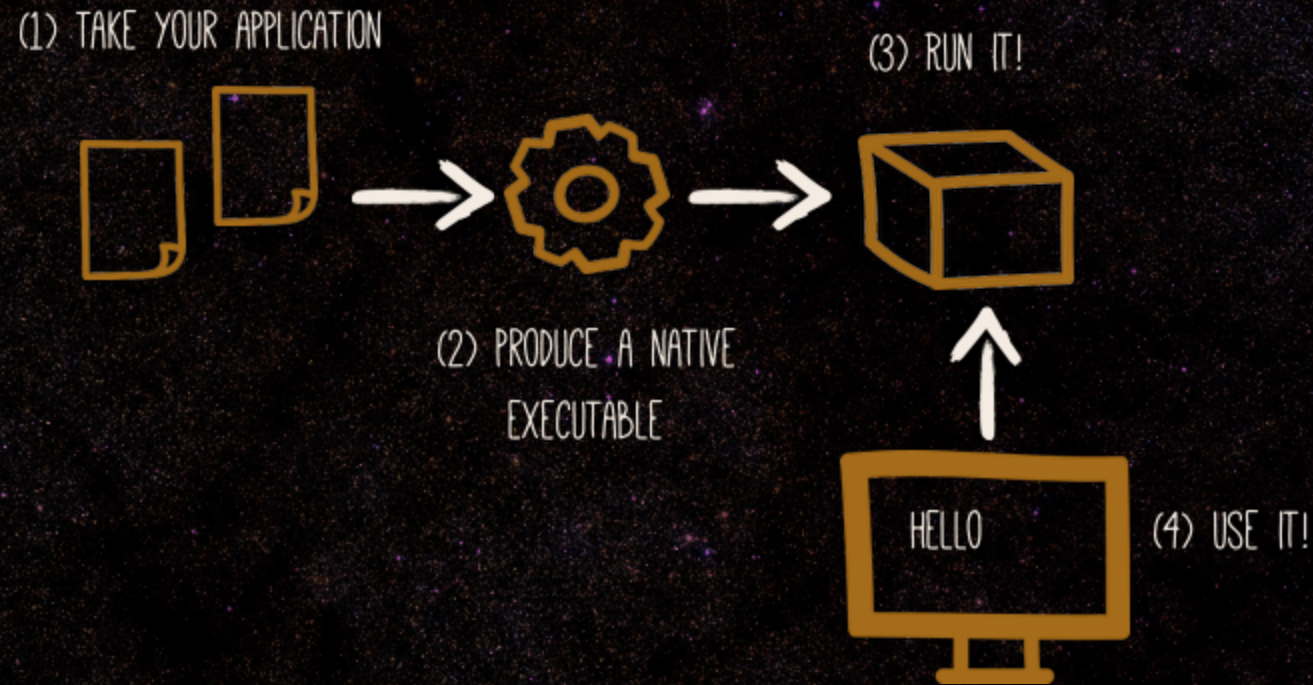 (1) TAKE YOUR APPLICATION
(3) RUN IT!
(2) PRODUCE A NATIVE
EXECUTABLE
HELLO
(4) USE IT!